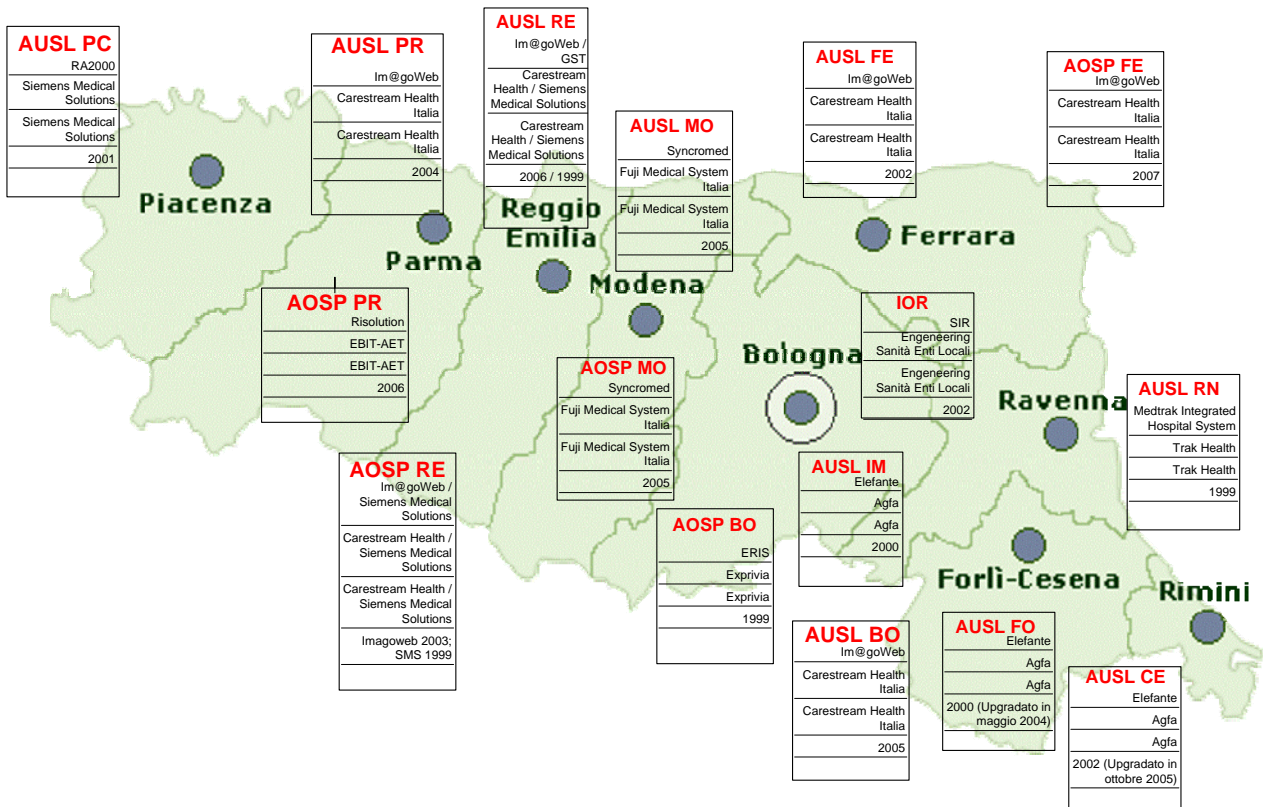 AUSL PC
RA2000
Siemens Medical
Solutions
Siemens Medical
Solutions
2001
AUSL PR
Im@goWeb
Carestream Health
Italia
Carestream Health
Italia
2004
AUSL RE
Im@goWeb /
GST
Carestream
Health / Siemens
Medical Solutions
Carestream
Health / Siemens
Medical Solutions
2006 / 1999
AUSL MO
Syncromed
Fuji Medical System
Italia
Fuji Medical System
Italia
2005
AUSL FE
Im@goWeb
Carestream Health
Italia
Carestream Health
Italia
2002
AOSP FE
Im@goWeb
Carestream Health
Italia
Carestream Health
Italia
2007
Piacenza
Parma
Reggio
Emilia
Modena
Ferrara
Bologna
Ravenna
Forlì-Cesena
Rimini
AOSP PR
Risolution
EBIT-AET
EBIT-AET
2006
AOSP MO
Syncromed
Fuji Medical System
Italia
Fuji Medical System
Italia
2005
IOR
SIR
Engeneering
Sanità Enti Locali
Engeneering
Sanità Enti Locali
2002
AUSL RN
Medtrak Integrated
Hospital System
Trak Health
Trak Health
1999
AOSP RE
Im@goWeb /
Siemens Medical
Solutions
Carestream Health /
Siemens Medical
Solutions
Carestream Health /
Siemens Medical
Solutions
Imagoweb 2003;
SMS 1999
AOSP BO
ERIS
Exprivia
Exprivia
1999
AUSL IM
Elefante
Agfa
Agfa
2000
AUSL BO
Im@goWeb
Carestream Health
Italia
Carestream Health
Italia
2005
AUSL FO
Elefante
Agfa
Agfa
2000 (Upgradato in
maggio 2004)
AUSL CE
Elefante
Agfa
Agfa
2002 (Upgradato in
ottobre 2005)